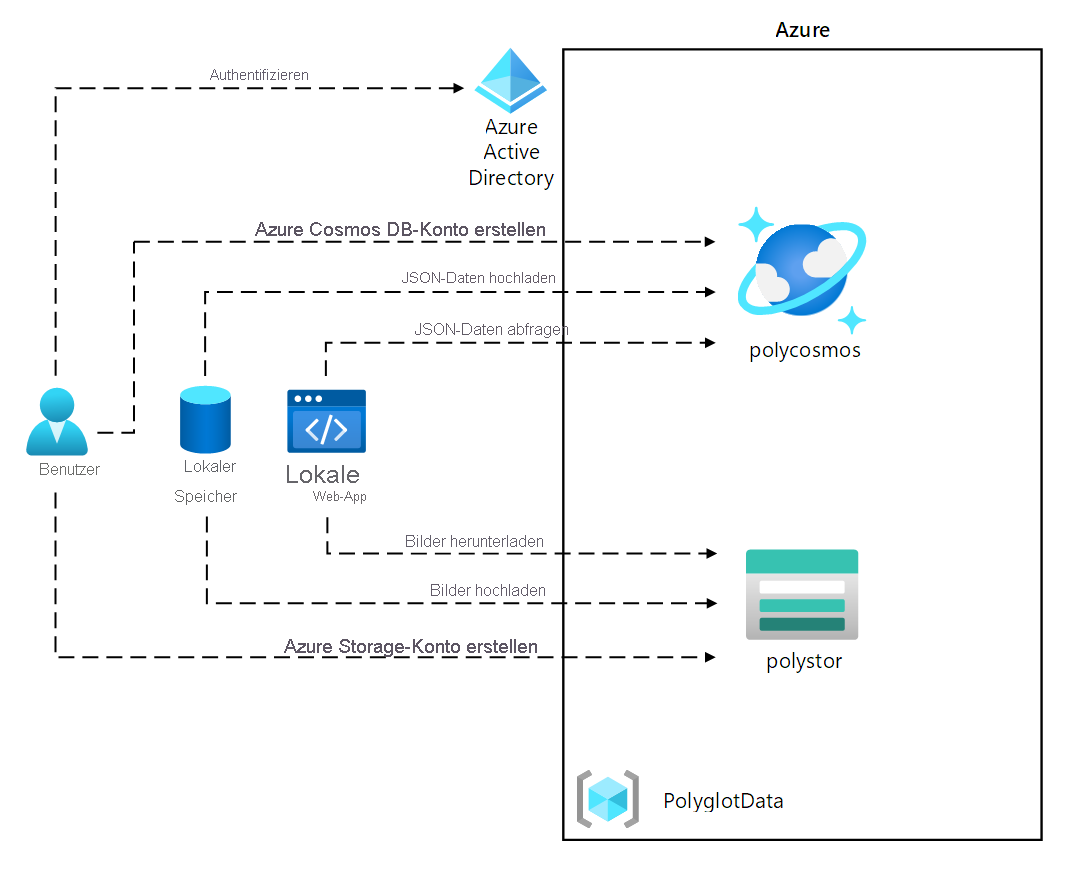 Azure
Authentifizieren
Azure
Active
Directory
Azure Cosmos DB-Konto erstellen
JSON-Daten hochladen
JSON-Daten abfragen
polycosmos
Benutzer
Lokaler
Speicher
Lokale
Web-App
Bilder herunterladen
Bilder hochladen
Azure Storage-Konto erstellen
polystor
PolyglotData